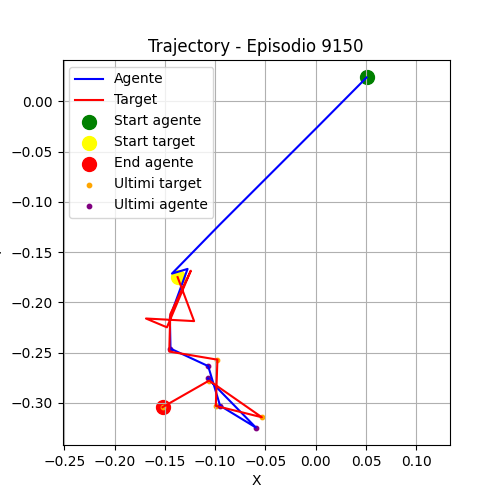 Trajectory - Episodio 9150
Agente
Target
Start agente
Start target
End agente
Ultimi target
Ultimi agente
0.00
−0.05
−0.10
−0.15
−0.20
−0.25
−0.30
−0.25 −0.20 −0.15 −0.10 −0.05 0.00 0.05 0.10
X